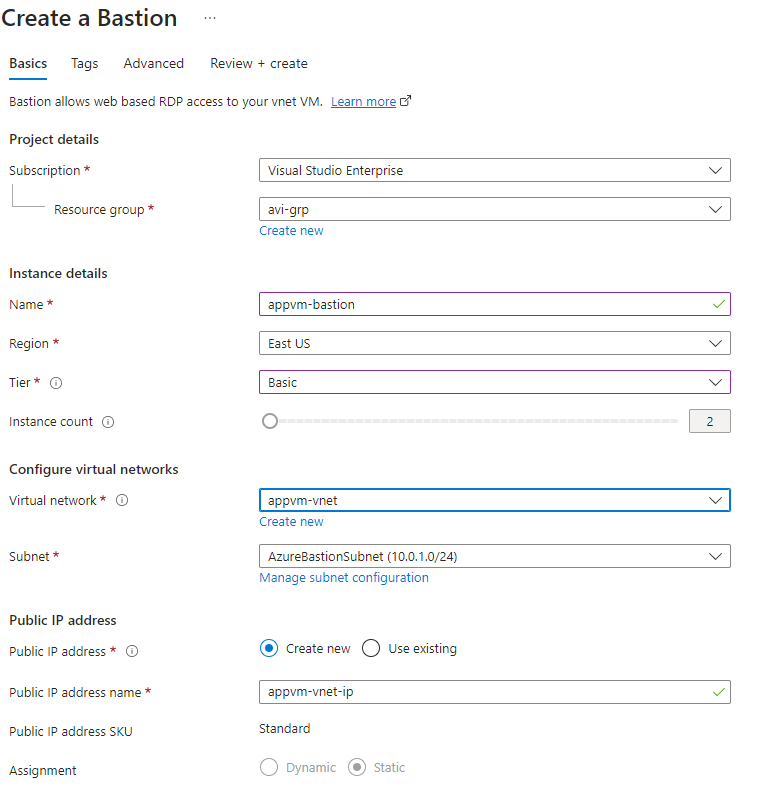 Create a Bastion ...
Basics Tags Advanced Review + create
Bastion allows web based RDP access to your vnet VM. Learn more
Project details
Subscription * Visual Studio Enterprise
Resource group * avi-grp
Create new
Instance details
Name * appvm-bastion
Region * East US
Tier * Basic
Instance count 2
Configure virtual networks
Virtual network * appvm-vnet
Create new
Subnet * AzureBastionSubnet (10.0.1.0/24)
Manage subnet configuration
Public IP address
Public IP address * Create new Use existing
Public IP address name * appvm-vnet-ip
Public IP address SKU Standard
Assignment Dynamic Static